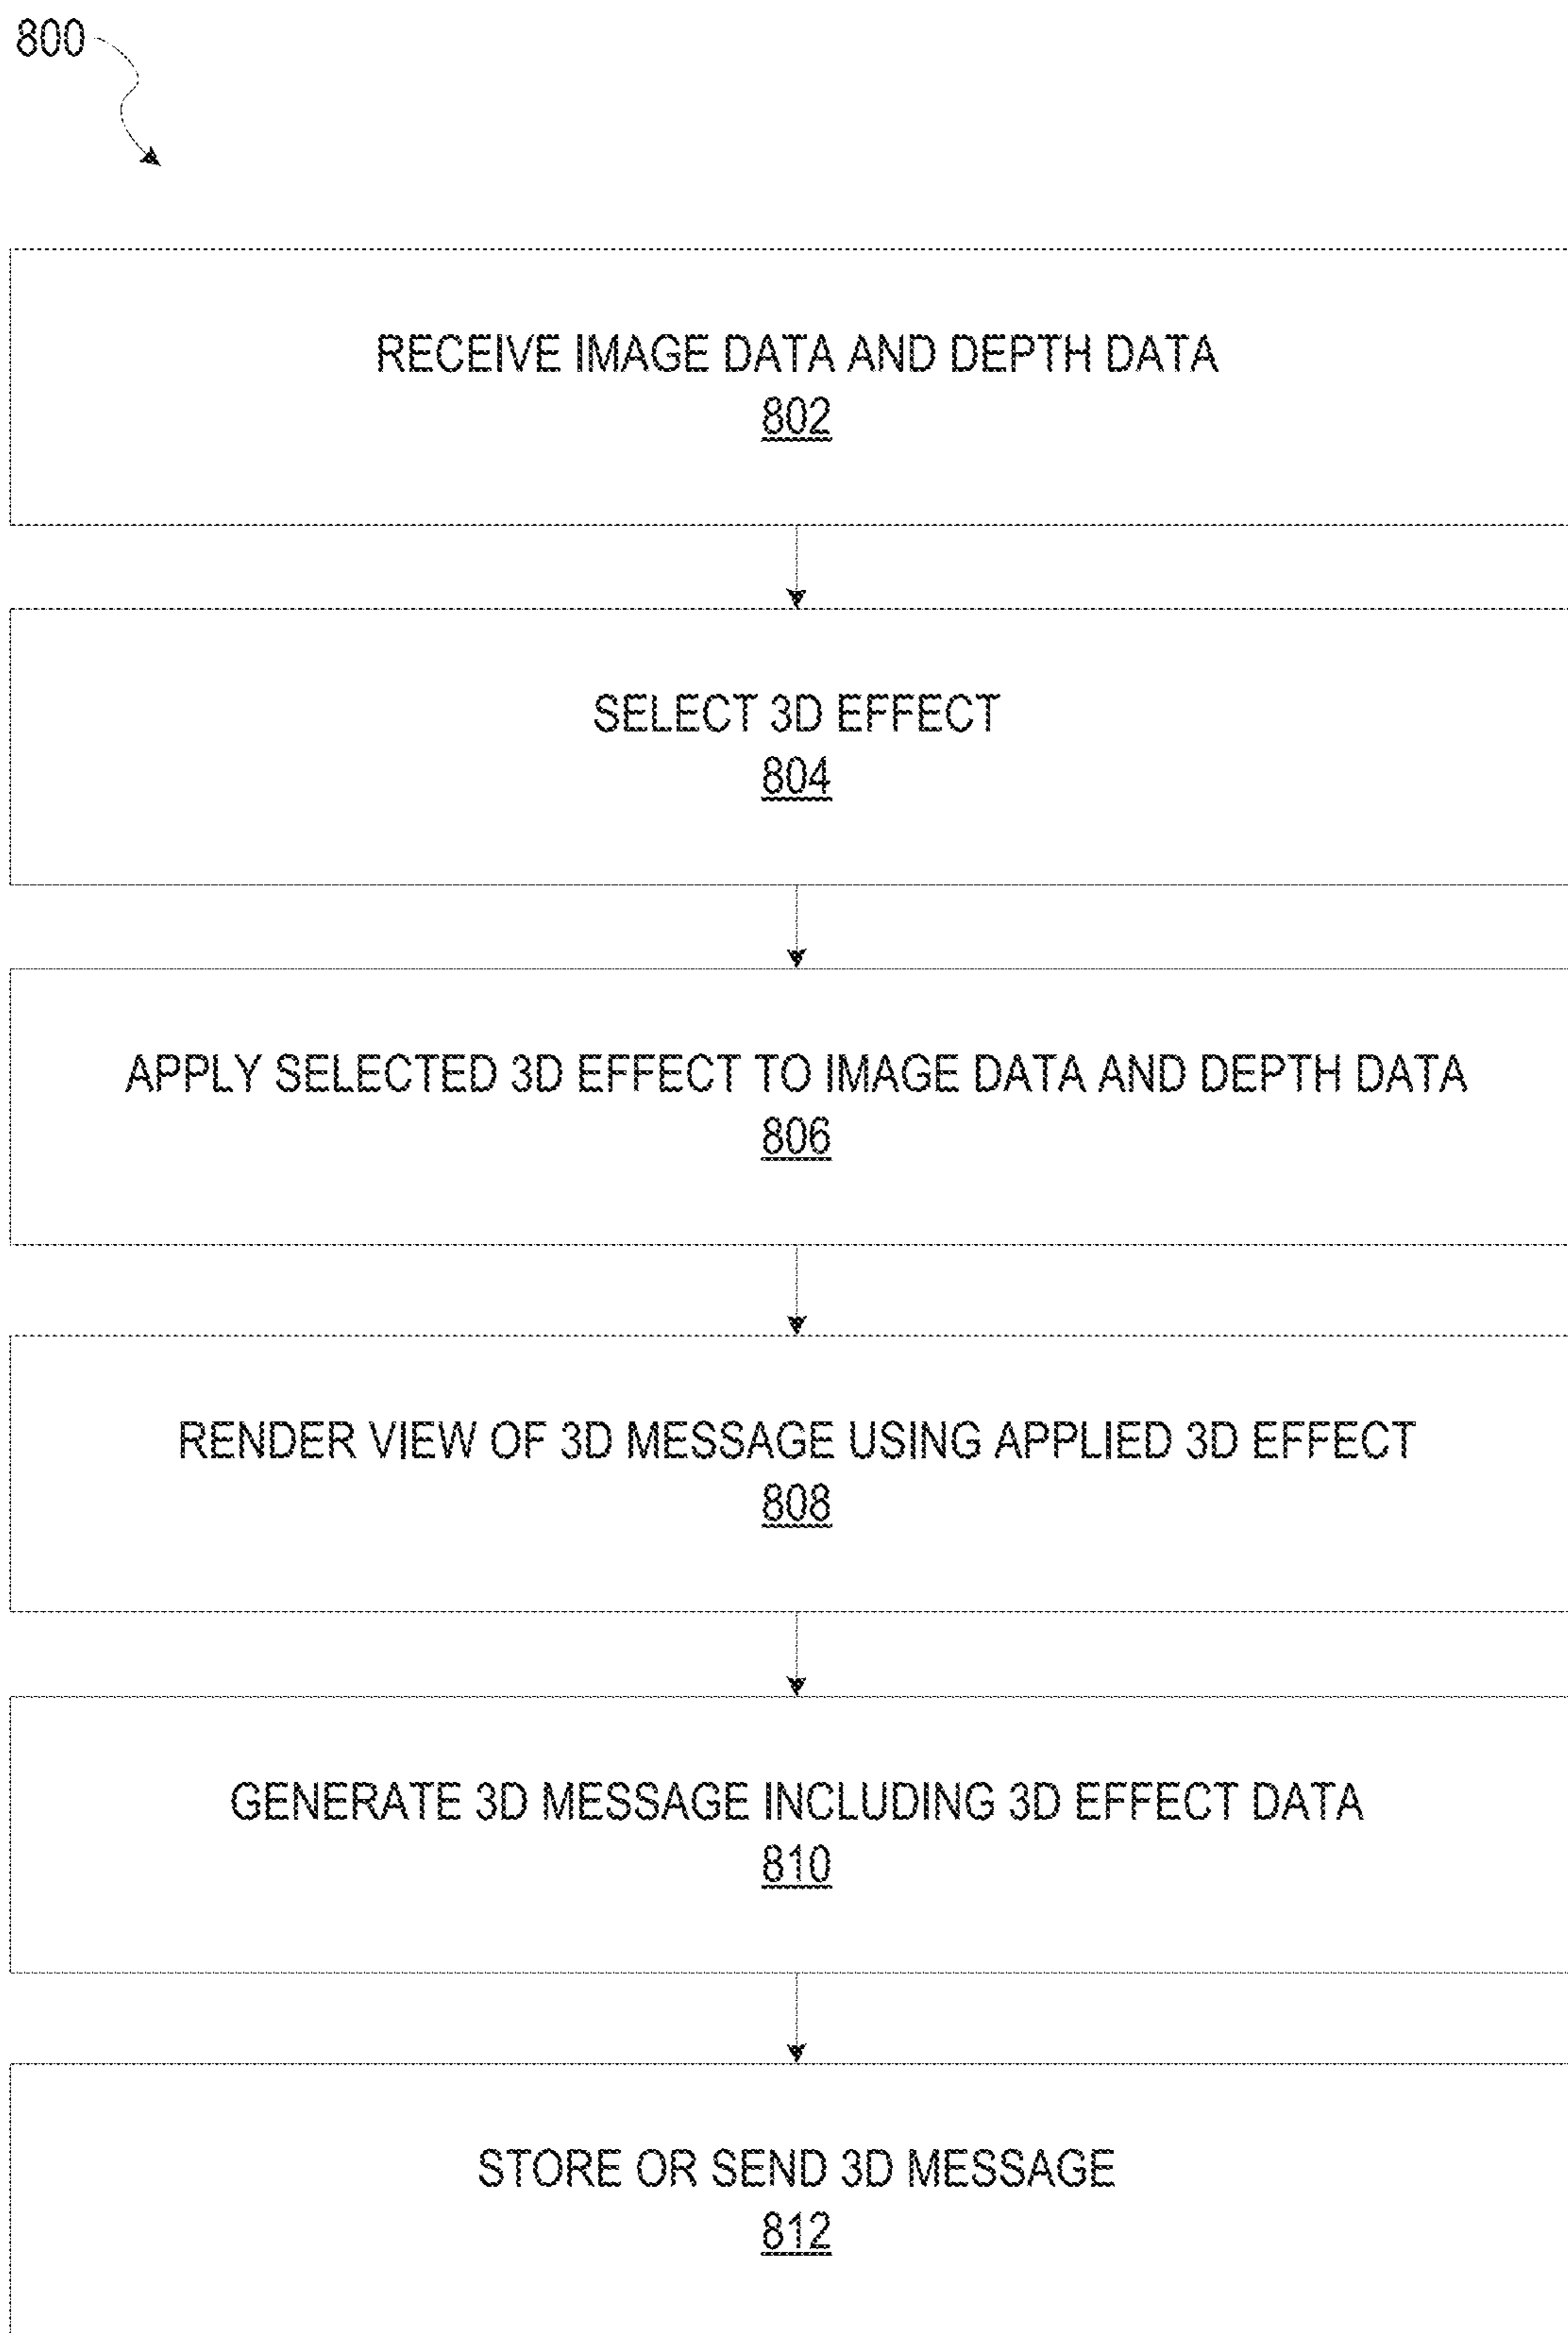 800
RECEIVE IMAGE DATA AND DEPTH DATA
802
SELECT 3D EFFECT
804
APPLY SELECTED 3D EFFECT TO IMAGE DATA AND DEPTH DATA
806
RENDER VIEW OF 3D MESSAGE USING APPLIED 3D EFFECT
808
GENERATE 3D MESSAGE INCLUDING 3D EFFECT DATA
810
STORE OR SEND 3D MESSAGE
812